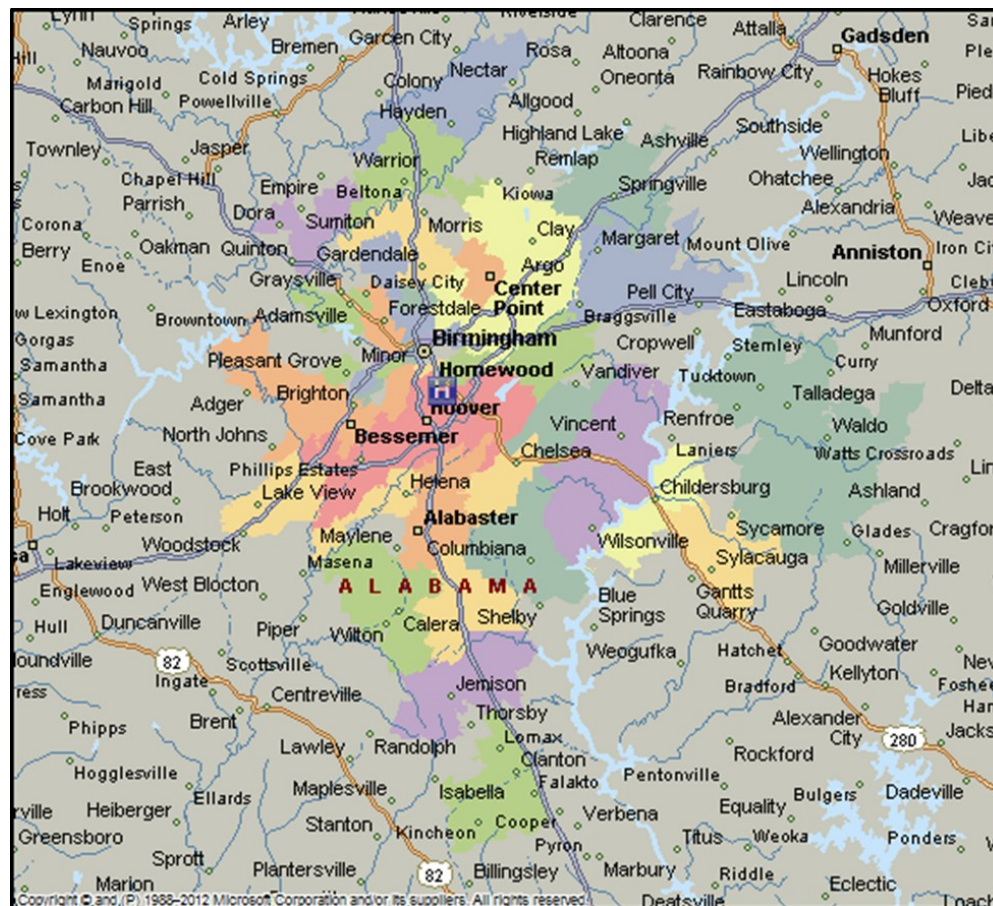 Lynn
Springs
Arley
Riverside
Clarence
Attalla
Gadsden
Nauvoo
Bremen
Garden City
Rosa
Altoona
Marigold
Cold Springs
Colony
Nectar
Oneonta
Rainbow City
Hokes
Bluff
Carbon Hill
Powellville
Hayden
Allgood
Southside
Townley
Jasper
Warrior
Highland Lake
Ashville
Wellington
Chapel Hill
Empire
Beltona
Remlap
Springville
Ohatchee
Parrish
Dora
Sumiton
Kiowa
Alexandria
Corona
Morris
Clay
Margaret
Mount Olive
Berry
Oakman
Quinton
Gardendale
Argo
Anniston
Enoe
Graysville
Daisy City
Center
Point
Lincoln
Pell City
Oxford
w Lexington
Browntown
Adamsville
Forestdale
Braggsville
Eastaboga
Munford
Gorgas
Minor
Birmingham
Cropwell
Stemley
Samantha
Pleasant Grove
Homewood
Vandiver
Curry
Samantha
Brighton
H
Hoover
Tucktown
Talladega
Adger
Vincent
Renfroe
Waldo
Cove Park
North Johns
Bessemer
Chelsea
Laniers
Watts Crossroads
East
Phillips Estates
Helena
Childersburg
Ashland
Brookwood
Lake View
Holt
Peterson
Alabaster
Sycamore
Glades
Woodstock
Maylene
Columbiana
Wilsonville
Sylacauga
Lakeview
Masena
Millerville
Englewood
West Blocton
ALABAMA
Blue
Springs
Gantts
Quarry
Goldville
Hull
Duncanville
Piper
Wilton
Calera
Shelby
Weogufka
Hatchet
Goodwater
82
Scottsville
Kellyton
Ingate
Centreville
Jemison
Bradford
Phipps
Brent
Thorsby
Alexander
City
280
Lawley
Randolph
Lomax
Rockford
Hogglesville
Clanton
Pentonville
Ellards
Maplesville
Isabella
Falakto
Bulgers
Dadeville
Heiberger
Verbena
Equality
Greensboro
Stanton
Kincheon
Cooper
Titus
Weoka
Ponders
Sprott
Pyron
Plantersville
82
Billingsley
Marbury
Riddle
Eclectic
Marion
Deatsville
Copyright © and (P) 1988–2012 Microsoft Corporation and/or its suppliers. All rights reserved.